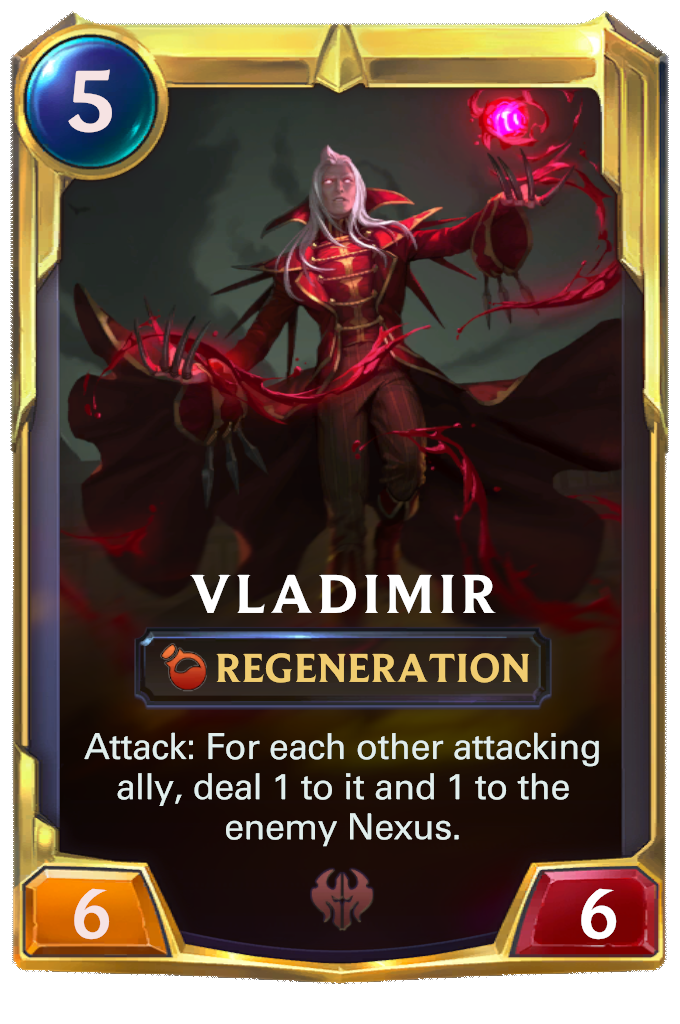 5
VLADIMIR
REGENERATION
Attack: For each other attacking
ally, deal 1 to it and 1 to the
enemy Nexus.
6 6